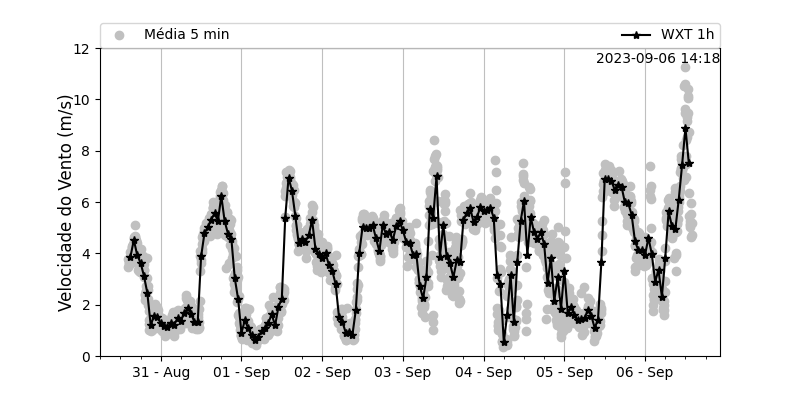 Média 5 min
WXT 1h
2023-09-06 14:18
Velocidade do Vento (m/s)
12
10
8
6
4
2
0
31 - Aug
01 - Sep
02 - Sep
03 - Sep
04 - Sep
05 - Sep
06 - Sep